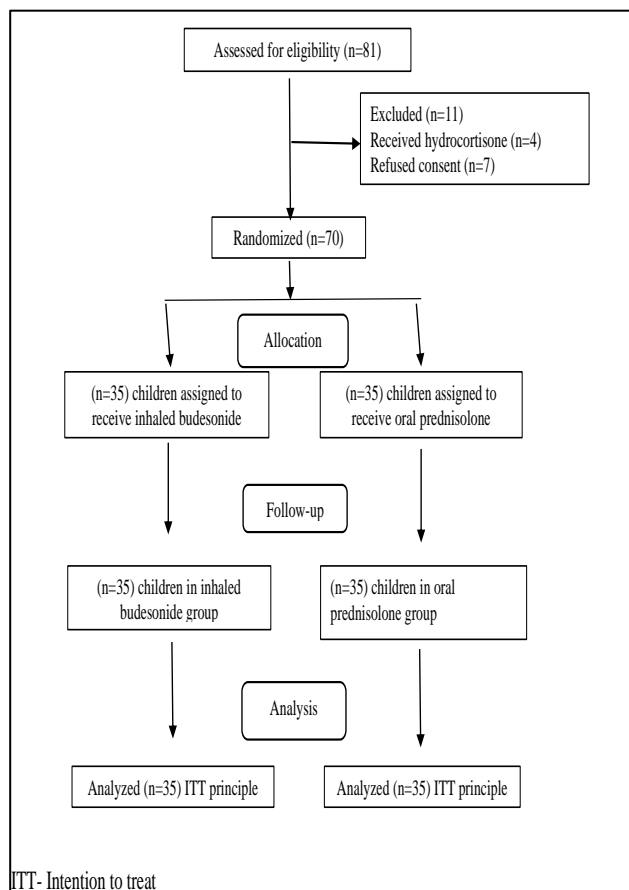 Assessed for eligibility (n=81)
Excluded (n=11)
Received hydrocortisone (n=4)
Refused consent (n=7)
Randomized (n=70)
Allocation
(n=35) children assigned to
receive inhaled budesonide
(n=35) children assigned to
receive oral prednisolone
Follow-up
(n=35) children in inhaled
budesonide group
(n=35) children in oral
prednisolone group
Analysis
Analyzed (n=35) ITT principle
Analyzed (n=35) ITT principle
ITT- Intention to treat